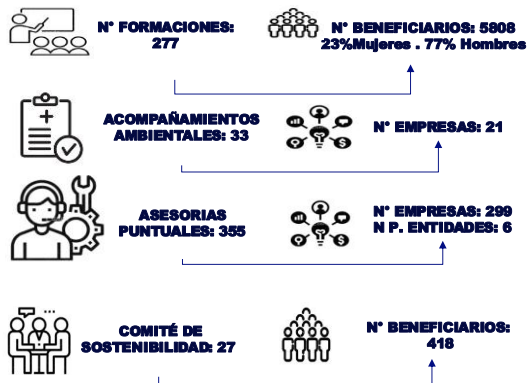 N° FORMACIONES:
277
N° BENEFICIARIOS: 5808
23%Mujeres . 77% Hombres
ACOMPAÑAMIENTOS
AMBIENTALES: 33
N° EMPRESAS: 21
ASESORIAS
PUNTUALES: 355
N° EMPRESAS: 299
N P. ENTIDADES: 6
COMITÉ DE
SOSTENIBILIDAD: 27
N° BENEFICIARIOS:
418